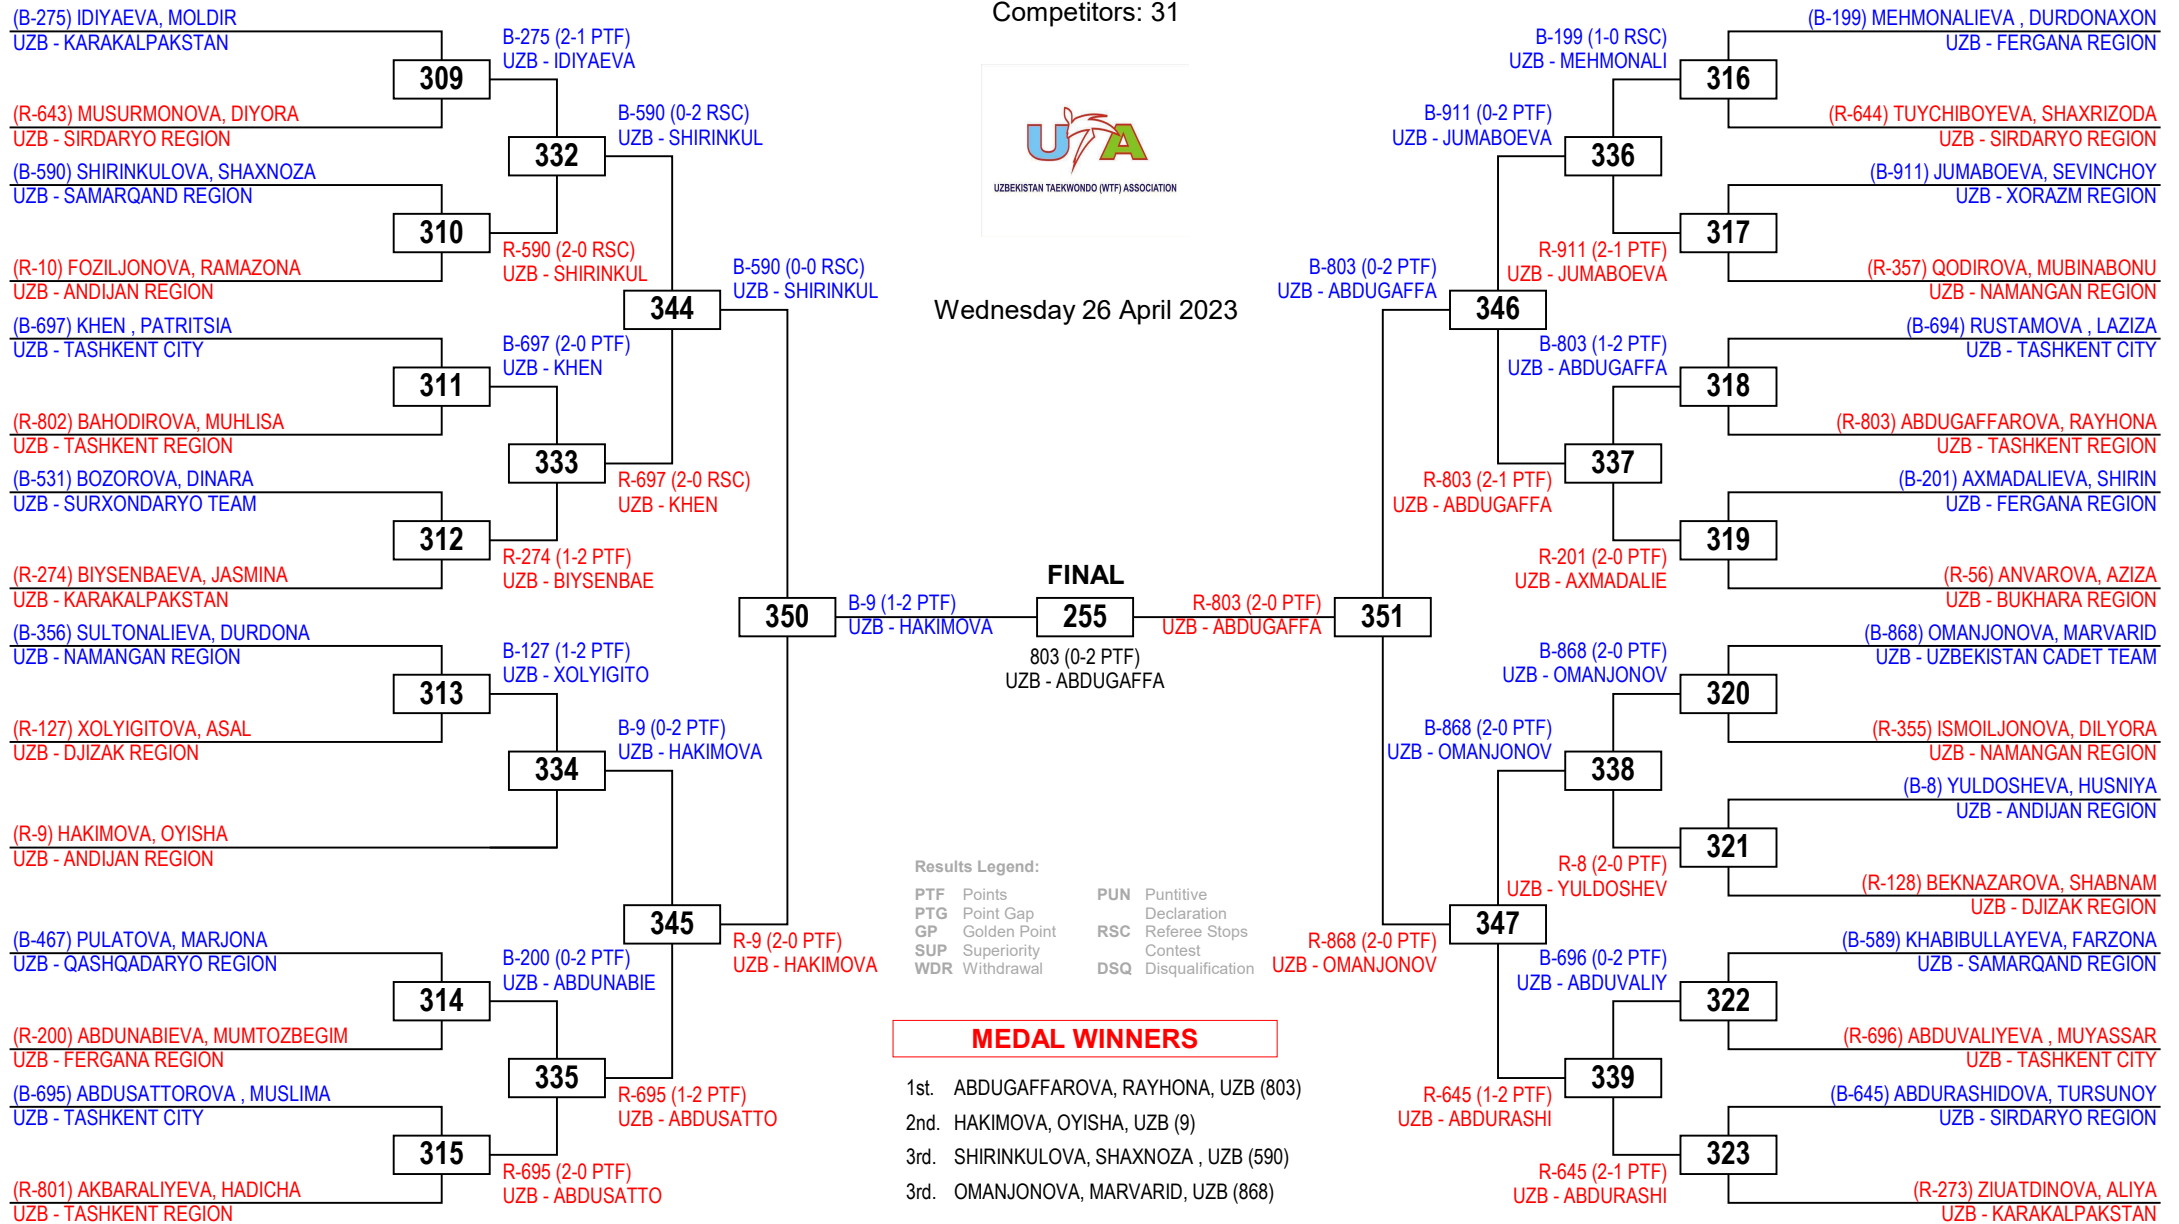 Competitors: 31
UTA
UZBEKISTAN TAEKWONDO (WTF) ASSOCIATION
Wednesday 26 April 2023
(B-275) IDIYAEVA, MOLDIR
UZB - KARAKALPAKSTAN
309
(R-643) MUSURMONOVA, DIYORA
UZB - SIRDARYO REGION
(B-590) SHIRINKULOVA, SHAXNOZA
UZB - SAMARQAND REGION
310
(R-10) FOZILJONOVA, RAMAZONA
UZB - ANDIJAN REGION
(B-697) KHEN , PATRITSIA
UZB - TASHKENT CITY
311
(R-802) BAHODIROVA, MUHLISA
UZB - TASHKENT REGION
(B-531) BOZOROVA, DINARA
UZB - SURXONDARYO TEAM
312
(R-274) BIYSENBAEVA, JASMINA
UZB - KARAKALPAKSTAN
(B-356) SULTONALIEVA, DURDONA
UZB - NAMANGAN REGION
313
(R-127) XOLYIGITOVA, ASAL
UZB - DJIZAK REGION
(R-9) HAKIMOVA, OYISHA
UZB - ANDIJAN REGION
(B-467) PULATOVA, MARJONA
UZB - QASHQADARYO REGION
314
(R-200) ABDUNABIEVA, MUMTOZBEGIM
UZB - FERGANA REGION
(B-695) ABDUSATTOROVA , MUSLIMA
UZB - TASHKENT CITY
315
(R-801) AKBARALIYEVA, HADICHA
UZB - TASHKENT REGION
B-275 (2-1 PTF)
UZB - IDIYAEVA
332
R-590 (2-0 RSC)
UZB - SHIRINKUL
B-697 (2-0 PTF)
UZB - KHEN
333
R-274 (1-2 PTF)
UZB - BIYSENBAE
B-127 (1-2 PTF)
UZB - XOLYIGITO
334
B-200 (0-2 PTF)
UZB - ABDUNABIE
335
R-695 (2-0 PTF)
UZB - ABDUSATTO
B-590 (0-2 RSC)
UZB - SHIRINKUL
344
R-697 (2-0 RSC)
UZB - KHEN
B-9 (0-2 PTF)
UZB - HAKIMOVA
345
R-695 (1-2 PTF)
UZB - ABDUSATTO
B-590 (0-0 RSC)
UZB - SHIRINKUL
350
R-9 (2-0 PTF)
UZB - HAKIMOVA
B-9 (1-2 PTF)
UZB - HAKIMOVA
FINAL
255
803 (0-2 PTF)
UZB - ABDUGAFFA
R-803 (2-0 PTF)
UZB - ABDUGAFFA
351
B-803 (0-2 PTF)
UZB - ABDUGAFFA
R-868 (2-0 PTF)
UZB - OMANJONOV
B-911 (0-2 PTF)
UZB - JUMABOEVA
346
R-803 (2-1 PTF)
UZB - ABDUGAFFA
B-868 (2-0 PTF)
UZB - OMANJONOV
347
R-645 (1-2 PTF)
UZB - ABDURASHI
B-199 (1-0 RSC)
UZB - MEHMONALI
336
R-911 (2-1 PTF)
UZB - JUMABOEVA
B-803 (1-2 PTF)
UZB - ABDUGAFFA
337
R-201 (2-0 PTF)
UZB - AXMADALIE
B-868 (2-0 PTF)
UZB - OMANJONOV
338
R-8 (2-0 PTF)
UZB - YULDOSHEV
B-696 (0-2 PTF)
UZB - ABDUVALIY
339
R-645 (2-1 PTF)
UZB - ABDURASHI
(B-199) MEHMONALIEVA , DURDONAXON
UZB - FERGANA REGION
316
(R-644) TUYCHIBOYEVA, SHAXRIZODA
UZB - SIRDARYO REGION
(B-911) JUMABOEVA, SEVINCHOY
UZB - XORAZM REGION
317
(R-357) QODIROVA, MUBINABONU
UZB - NAMANGAN REGION
(B-694) RUSTAMOVA , LAZIZA
UZB - TASHKENT CITY
318
(R-803) ABDUGAFFAROVA, RAYHONA
UZB - TASHKENT REGION
(B-201) AXMADALIEVA, SHIRIN
UZB - FERGANA REGION
319
(R-56) ANVAROVA, AZIZA
UZB - BUKHARA REGION
(B-868) OMANJONOVA, MARVARID
UZB - UZBEKISTAN CADET TEAM
320
(R-355) ISMOILJONOVA, DILYORA
UZB - NAMANGAN REGION
(B-8) YULDOSHEVA, HUSNIYA
UZB - ANDIJAN REGION
321
(R-128) BEKNAZAROVA, SHABNAM
UZB - DJIZAK REGION
(B-589) KHABIBULLAYEVA, FARZONA
UZB - SAMARQAND REGION
322
(R-696) ABDUVALIYEVA , MUYASSAR
UZB - TASHKENT CITY
(B-645) ABDURASHIDOVA, TURSUNOY
UZB - SIRDARYO REGION
323
(R-273) ZIUATDINOVA, ALIYA
UZB - KARAKALPAKSTAN
Results Legend:
PTF Points
PTG Point Gap
GP Golden Point
SUP Superiority
WDR Withdrawal
PUN Puntitive
Declaration
RSC Referee Stops
Contest
DSQ Disqualification
MEDAL WINNERS
1st. ABDUGAFFAROVA, RAYHONA, UZB (803)
2nd. HAKIMOVA, OYISHA, UZB (9)
3rd. SHIRINKULOVA, SHAXNOZA , UZB (590)
3rd. OMANJONOVA, MARVARID, UZB (868)